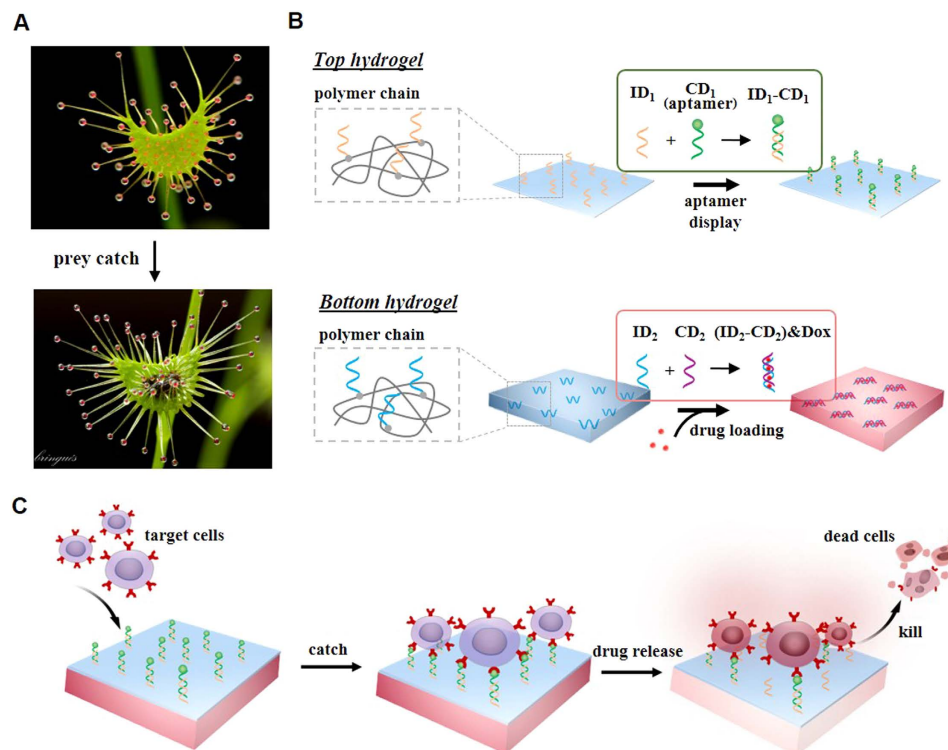 A
prey catch
bringués
B
Top hydrogel
polymer chain
ID1 CD1 ID1-CD1
(aptamer)
+
aptamer
display
Bottom hydrogel
polymer chain
ID2 CD2 (ID2-CD2)&Dox
+
drug loading
C
target cells
catch
drug release
dead cells
kill